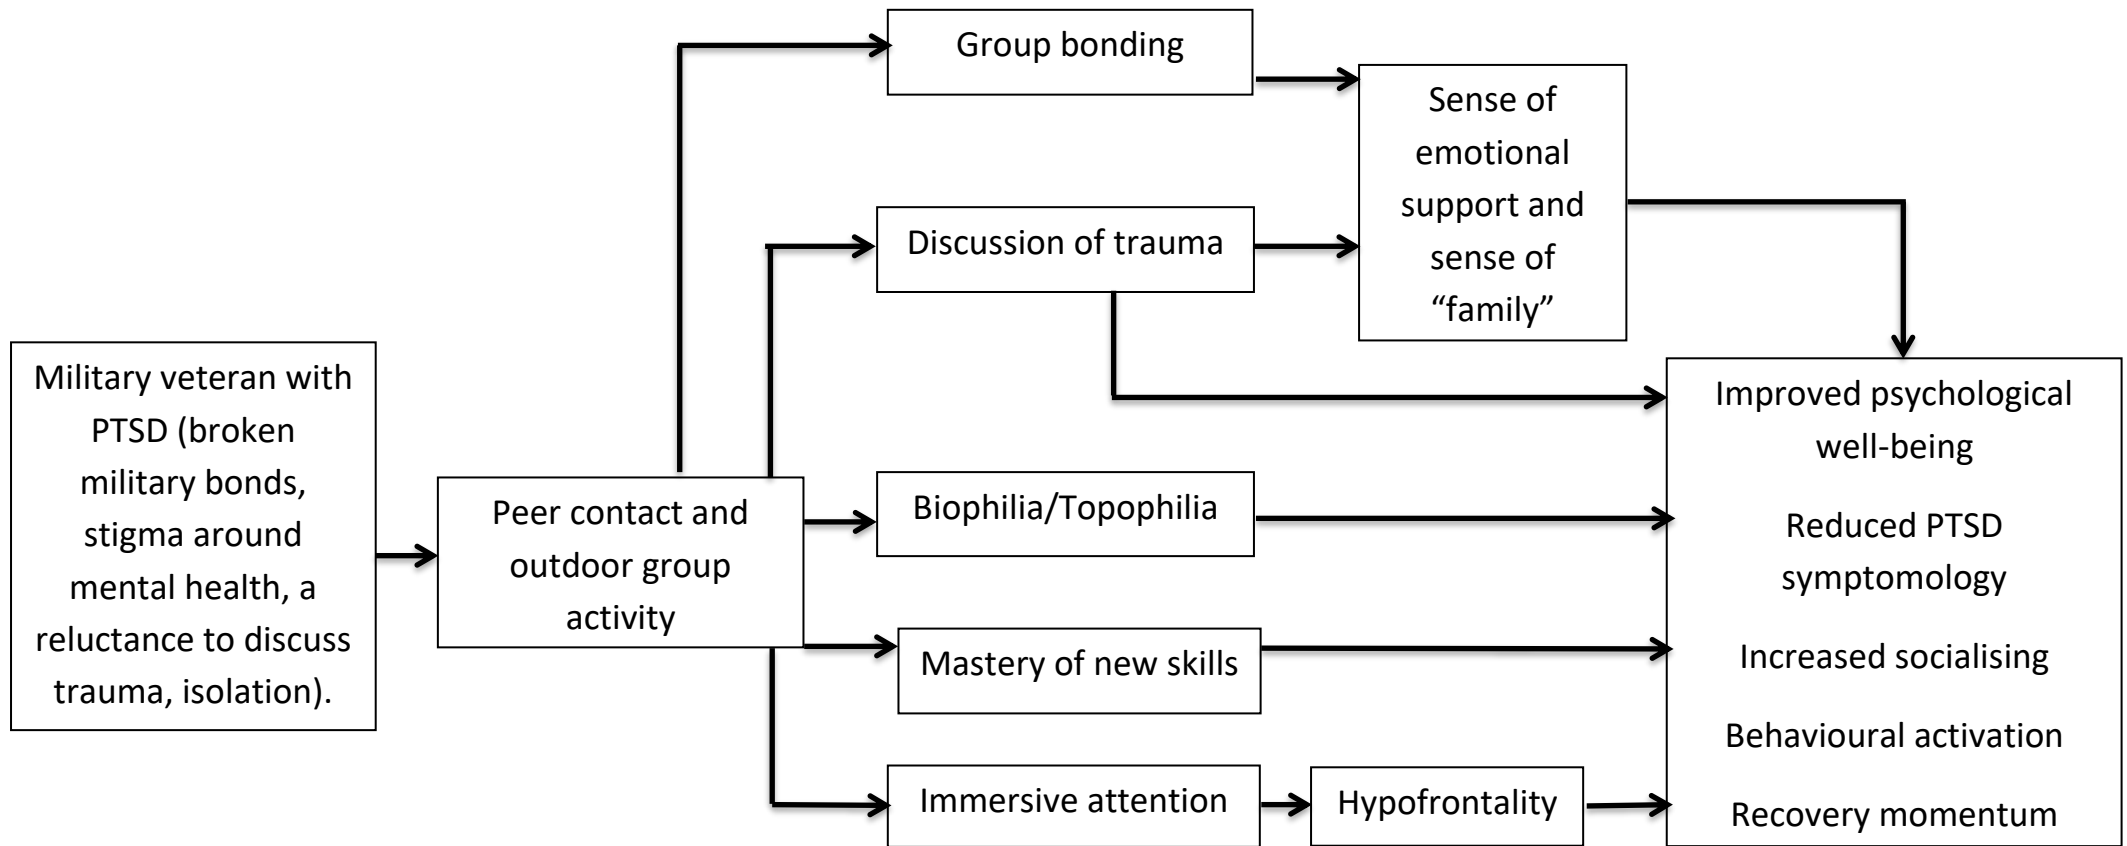 Military veteran with
PTSD (broken
military bonds,
stigma around
mental health, a
reluctance to discuss
trauma, isolation).
Peer contact and
outdoor group
activity
Group bonding
Discussion of trauma
Biophilia/Topophilia
Mastery of new skills
Immersive attention
Hypofrontality
Sense of
emotional
support and
sense of
“family”
Improved psychological
well-being
Reduced PTSD
symptomology
Increased socialising
Behavioural activation
Recovery momentum